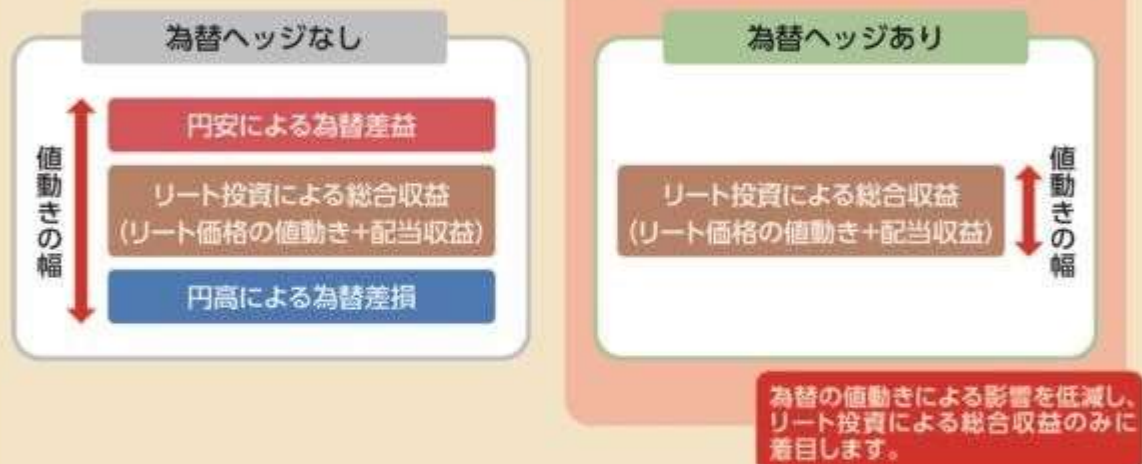 為替ヘッジなし
値動きの幅
円安による為替差益
リート投資による総合収益
(リート価格の値動き+配当収益)
円高による為替差損
為替ヘッジあり
リート投資による総合収益
(リート価格の値動き+配当収益)
値動きの幅
為替の値動きによる影響を低減し、
リート投資による総合収益のみに
着目します。